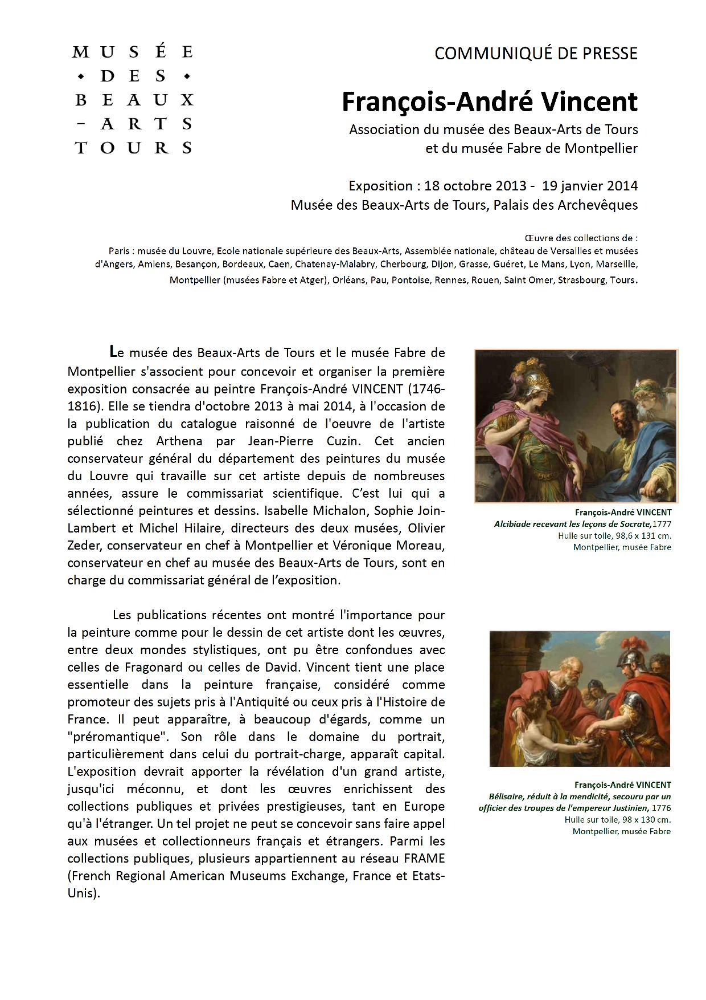 MUSÉE
DES
BEAUX
– ARTS
TOURS
COMMUNIQUÉ DE PRESSE
François-André Vincent
Association du musée des Beaux-Arts de Tours
et du musée Fabre de Montpellier
Exposition : 18 octobre 2013 - 19 janvier 2014
Musée des Beaux-Arts de Tours, Palais des Archevêques
Œuvre des collections de :
Paris : musée du Louvre, Ecole nationale supérieure des Beaux-Arts, Assemblée nationale, château de Versailles et musées
d'Angers, Amiens, Besançon, Bordeaux, Caen, Chatenay-Malabry, Cherbourg, Dijon, Grasse, Guéret, Le Mans, Lyon, Marseille,
Montpellier (musées Fabre et Atger), Orléans, Pau, Pontoise, Rennes, Rouen, Saint Omer, Strasbourg, Tours.
Le musée des Beaux-Arts de Tours et le musée Fabre de
Montpellier s'associent pour concevoir et organiser la première
exposition consacrée au peintre François-André VINCENT (1746-
1816). Elle se tiendra d'octobre 2013 à mai 2014, à l'occasion de
la publication du catalogue raisonné de l'oeuvre de l'artiste
publié chez Arthena par Jean-Pierre Cuzin. Cet ancien
conservateur général du département des peintures du musée
du Louvre qui travaille sur cet artiste depuis de nombreuses
années, assure le commissariat scientifique. C’est lui qui a
sélectionné peintures et dessins. Isabelle Michalon, Sophie Join-
Lambert et Michel Hilaire, directeurs des deux musées, Olivier
Zeder, conservateur en chef à Montpellier et Véronique Moreau,
conservateur en chef au musée des Beaux-Arts de Tours, sont en
charge du commissariat général de l’exposition.
Les publications récentes ont montré l'importance pour
la peinture comme pour le dessin de cet artiste dont les œuvres,
entre deux mondes stylistiques, ont pu être confondues avec
celles de Fragonard ou celles de David. Vincent tient une place
essentielle dans la peinture française, considéré comme
promoteur des sujets pris à l'Antiquité ou ceux pris à l'Histoire de
France. Il peut apparaître, à beaucoup d'égards, comme un
"préromantique". Son rôle dans le domaine du portrait,
particulièrement dans celui du portrait-charge, apparaît capital.
L'exposition devrait apporter la révélation d'un grand artiste,
jusqu'ici méconnu, et dont les œuvres enrichissent des
collections publiques et privées prestigieuses, tant en Europe
qu'à l'étranger. Un tel projet ne peut se concevoir sans faire appel
aux musées et collectionneurs français et étrangers. Parmi les
collections publiques, plusieurs appartiennent au réseau FRAME
(French Regional American Museums Exchange, France et Etats-
Unis).
François-André VINCENT
Alcibiade recevant les leçons de Socrate,1777
Huile sur toile, 98,6 x 131 cm.
Montpellier, musée Fabre
François-André VINCENT
Bélisaire, réduit à la mendicité, secouru par un
officier des troupes de l'empereur Justinien, 1776
Huile sur toile, 98 x 130 cm.
Montpellier, musée Fabre